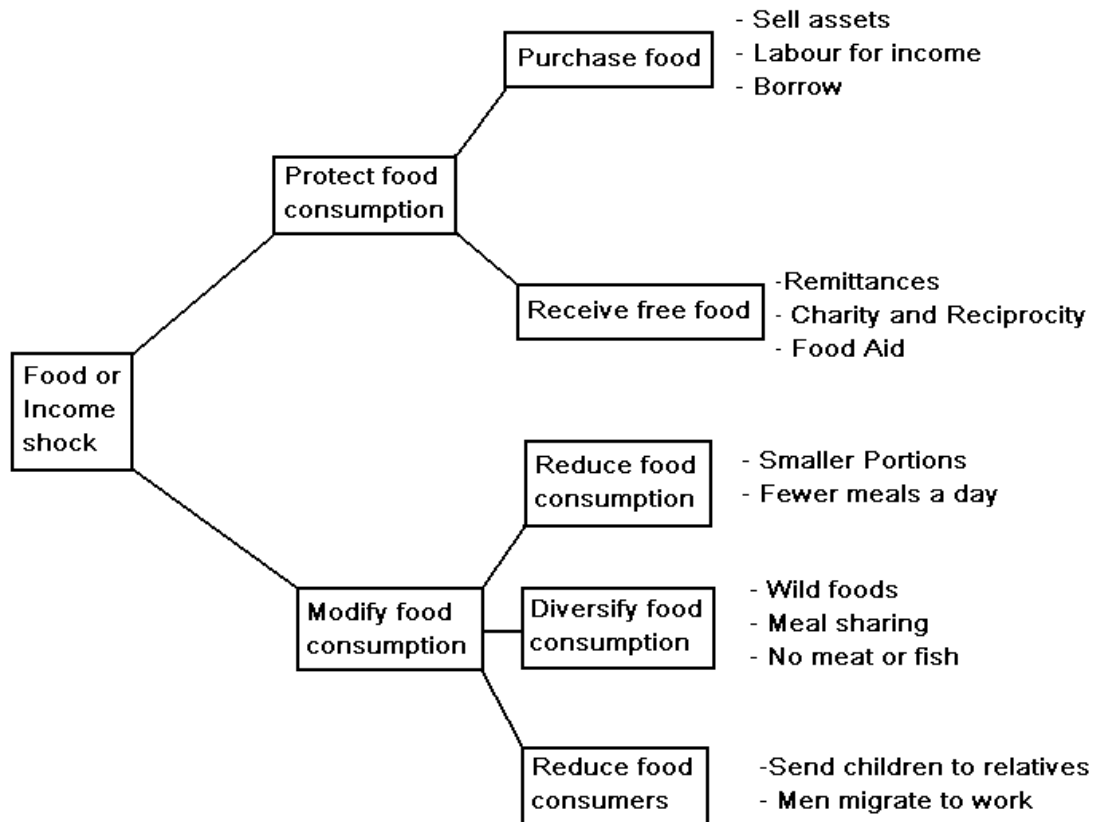 Purchase food
- Sell assets
- Labour for income
- Borrow
Protect food
consumption
Receive free food
-Remittances
- Charity and Reciprocity
- Food Aid
Food or
Income
shock
Reduce food
consumption
- Smaller Portions
- Fewer meals a day
Modify food
consumption
Diversify food
consumption
- Wild foods
- Meal sharing
- No meat or fish
Reduce food
consumers
-Send children to relatives
- Men migrate to work